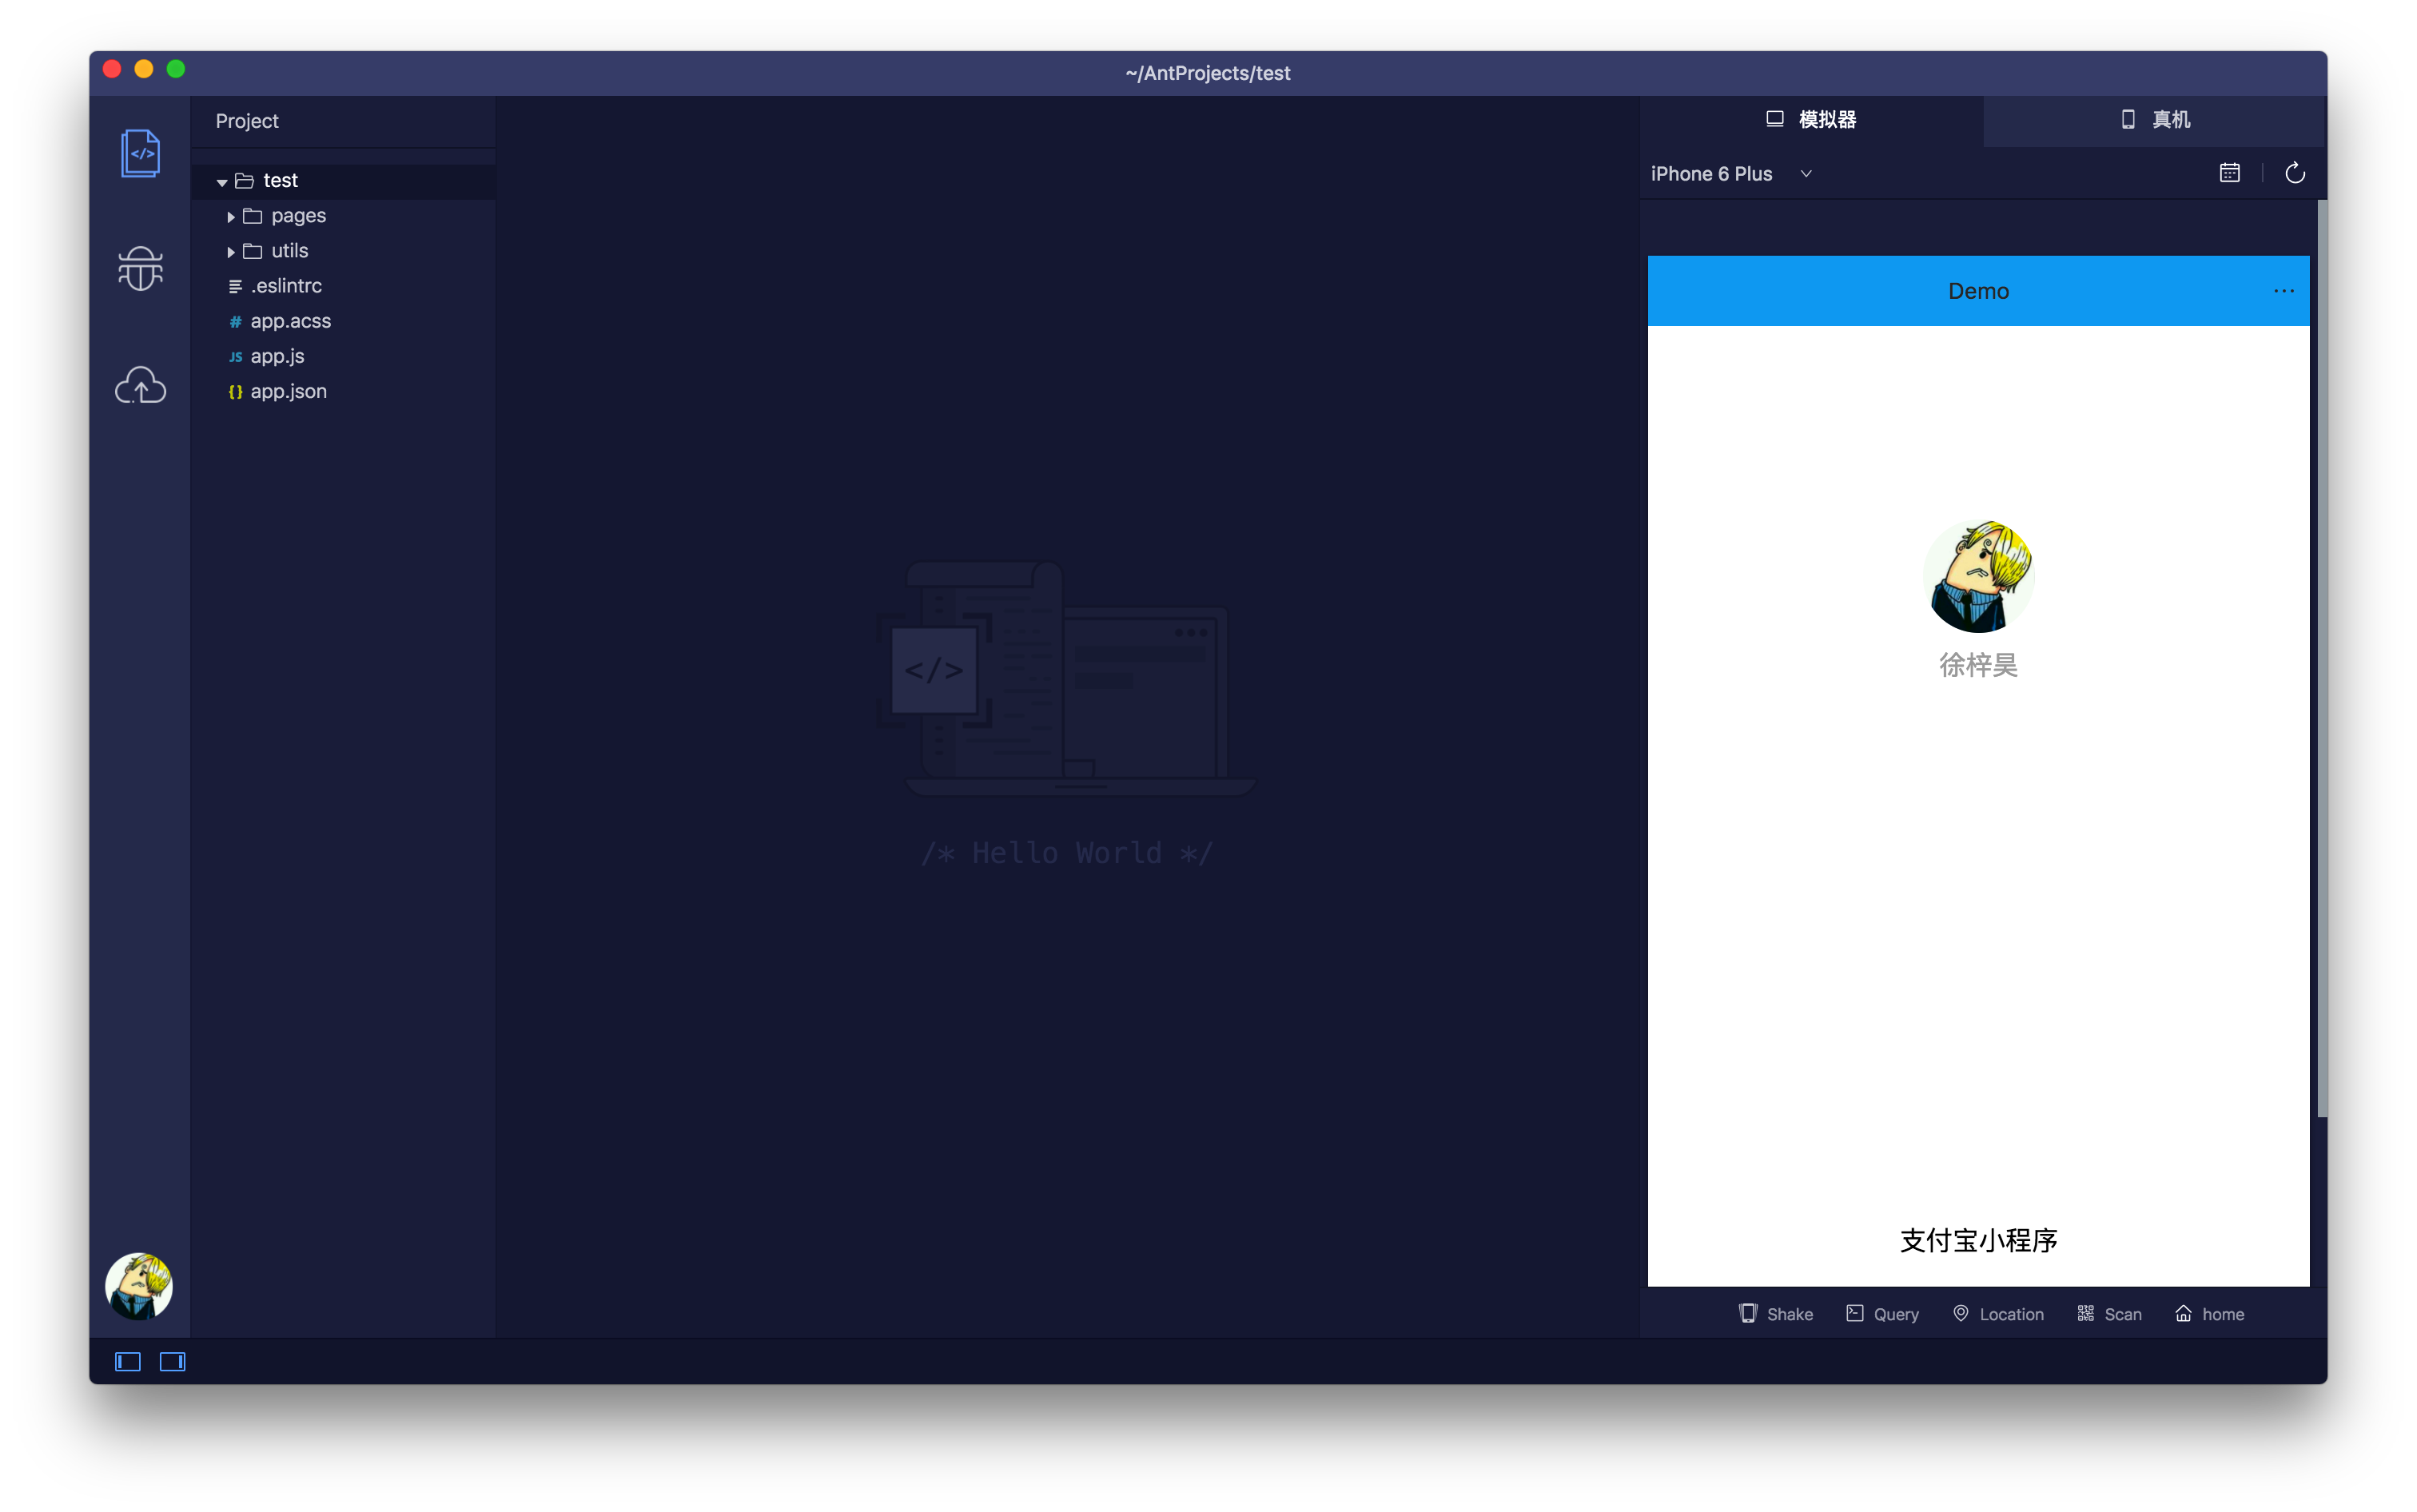 ~/AntProjects/test
Project
test
pages
utils
.eslintrc
# app.acss
JS app.js
{} app.json
</>
/* Hello World */
模拟器
真机
iPhone 6 Plus
Demo
徐梓昊
支付宝小程序
Shake
Query
Location
Scan
home